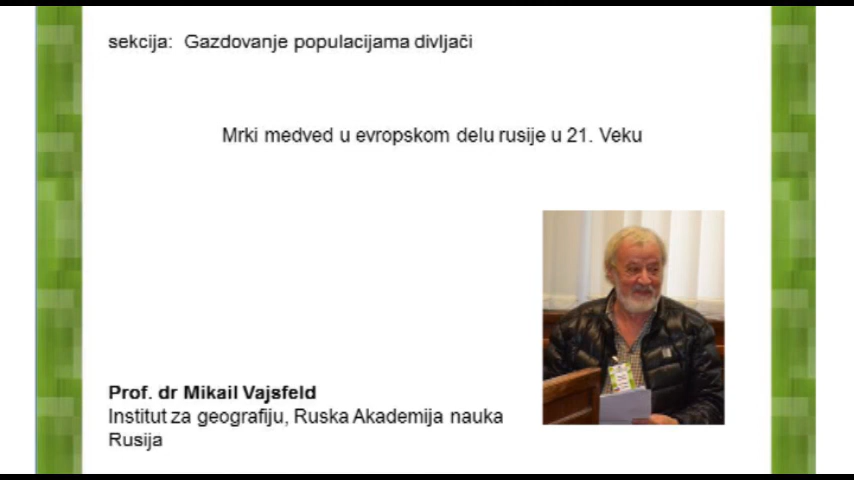 sekcija: Gazdovanje populacijama divljači
Mrki medved u evropskom delu rusije u 21. Veku
Prof. dr Mikail Vajsfeld
Institut za geografiju, Ruska Akademija nauka
Rusija